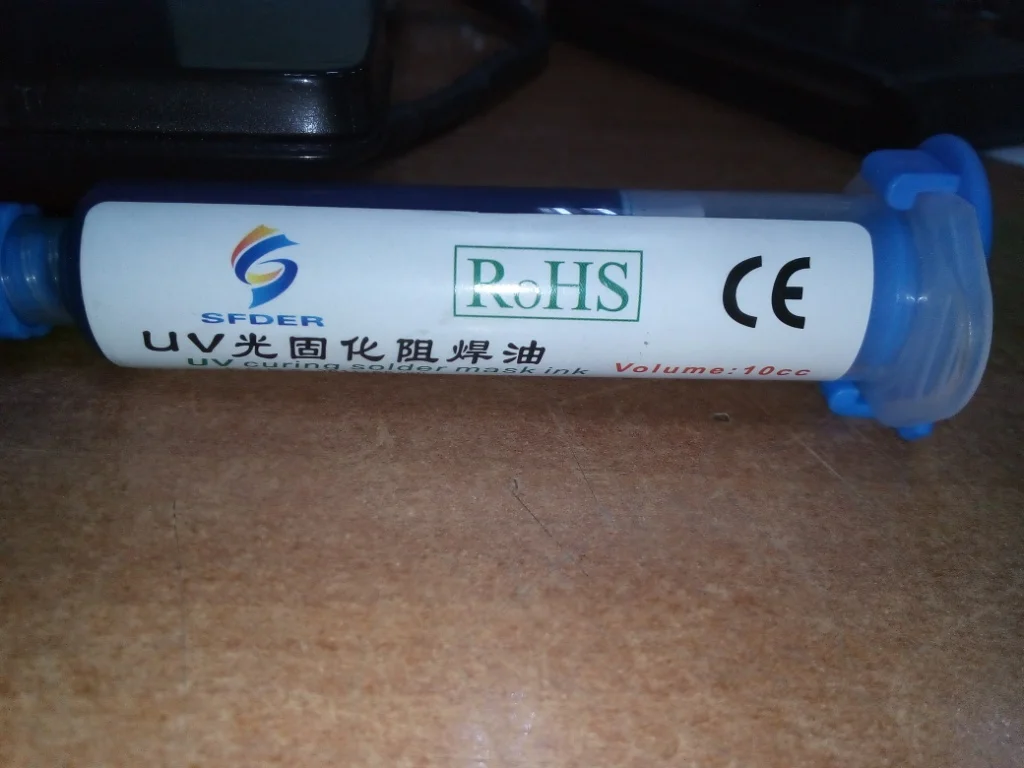 SFDER
RoHS
CE
UV光固化阻焊油
UV curing solder mask ink
Volume:10cc